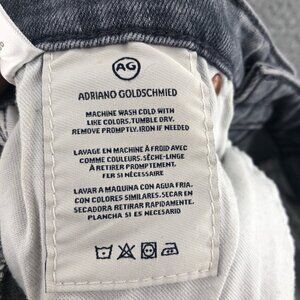 AG
ADRIANO GOLDSCHMIED
MACHINE WASH COLD WITH
LIKE COLORS. TUMBLE DRY.
REMOVE PROMPTLY. IRON IF NEEDED
LAVAGE EN MACHINE À FROID AVEC
COMME COULEURS. SÈCHE-LINGE
À RETIRER PROMPTEMENT.
FER SI NÉCESSAIRE
LAVAR A MAQUINA CON AGUA FRIA.
CON COLORES SIMILARES. SECAR EN
SECADORA RETIRAR RAPIDAMENTE.
PLANCHA SI ES NECESARIO